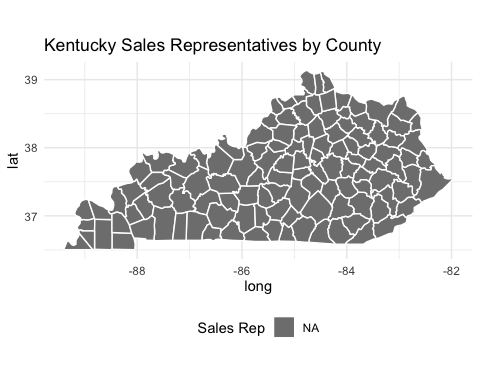 Kentucky Sales Representatives by County
39
38
37
lat
-88 -86 -84 -82
long
Sales Rep NA